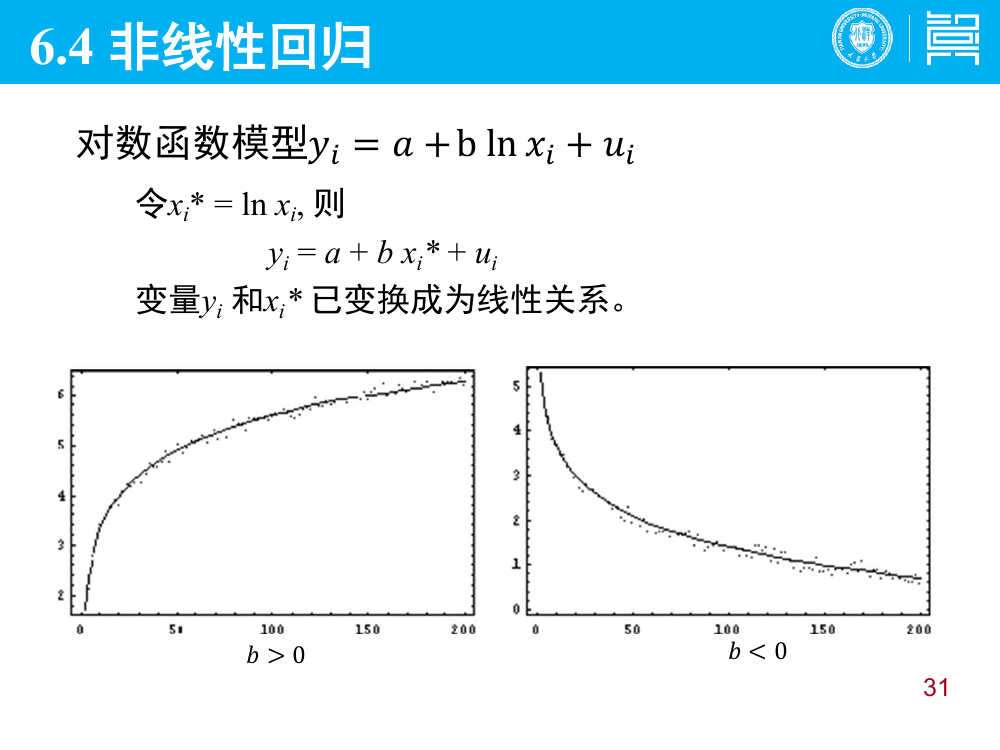 6.4 非线性回归
对数函数模型yᵢ = a + b ln xᵢ + uᵢ
令xᵢ* = ln xᵢ, 则
yᵢ = a + b xᵢ* + uᵢ
变量yᵢ 和xᵢ* 已变换成为线性关系。
6
5
4
3
2
0 50 100 150 200
b > 0
5
4
3
2
1
0
0 50 100 150 200
b < 0
31